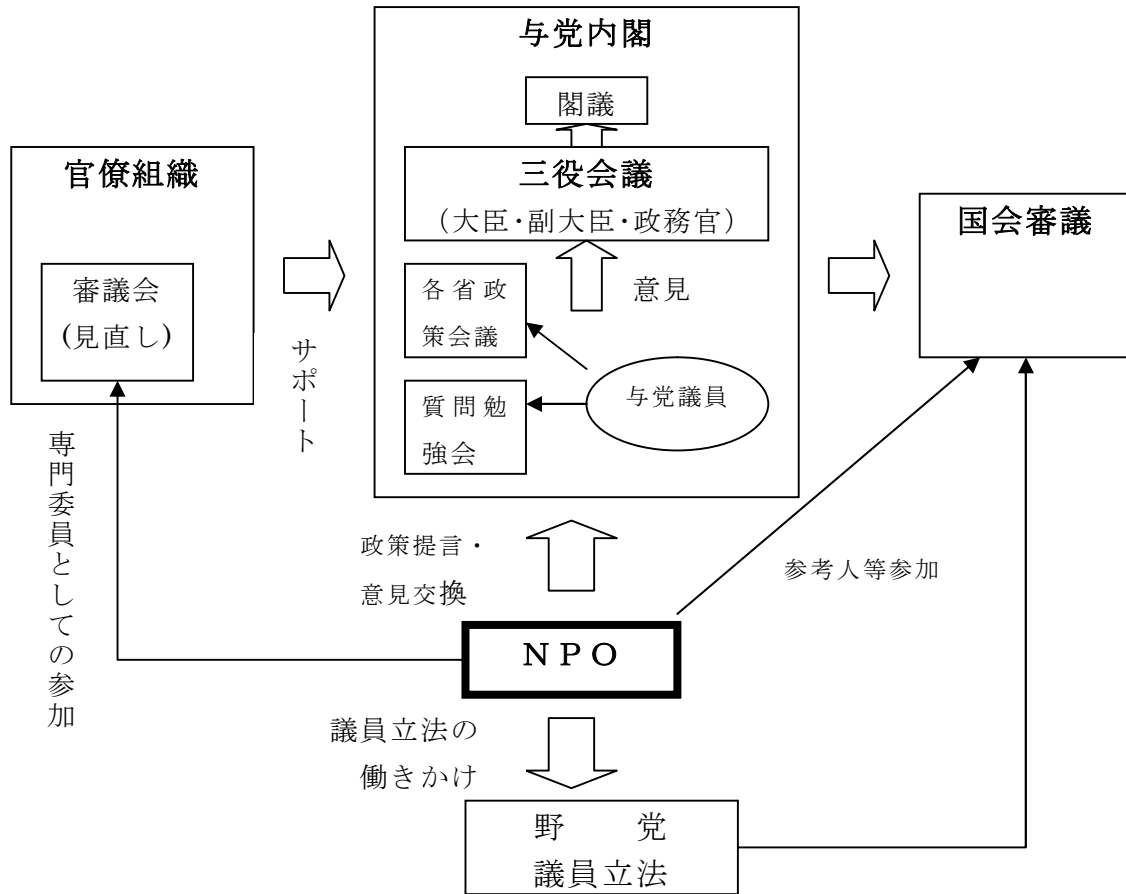 与党内閣
閣議
三役会議
（大臣･副大臣･政務官）
意見
各省政
策会議
質問勉
強会
与党議員
官僚組織
審議会
(見直し)
サポート
国会審議
専門委員としての参加
政策提言・
意見交換
参考人等参加
ＮＰＯ
議員立法の
働きかけ
野　　党
議員立法